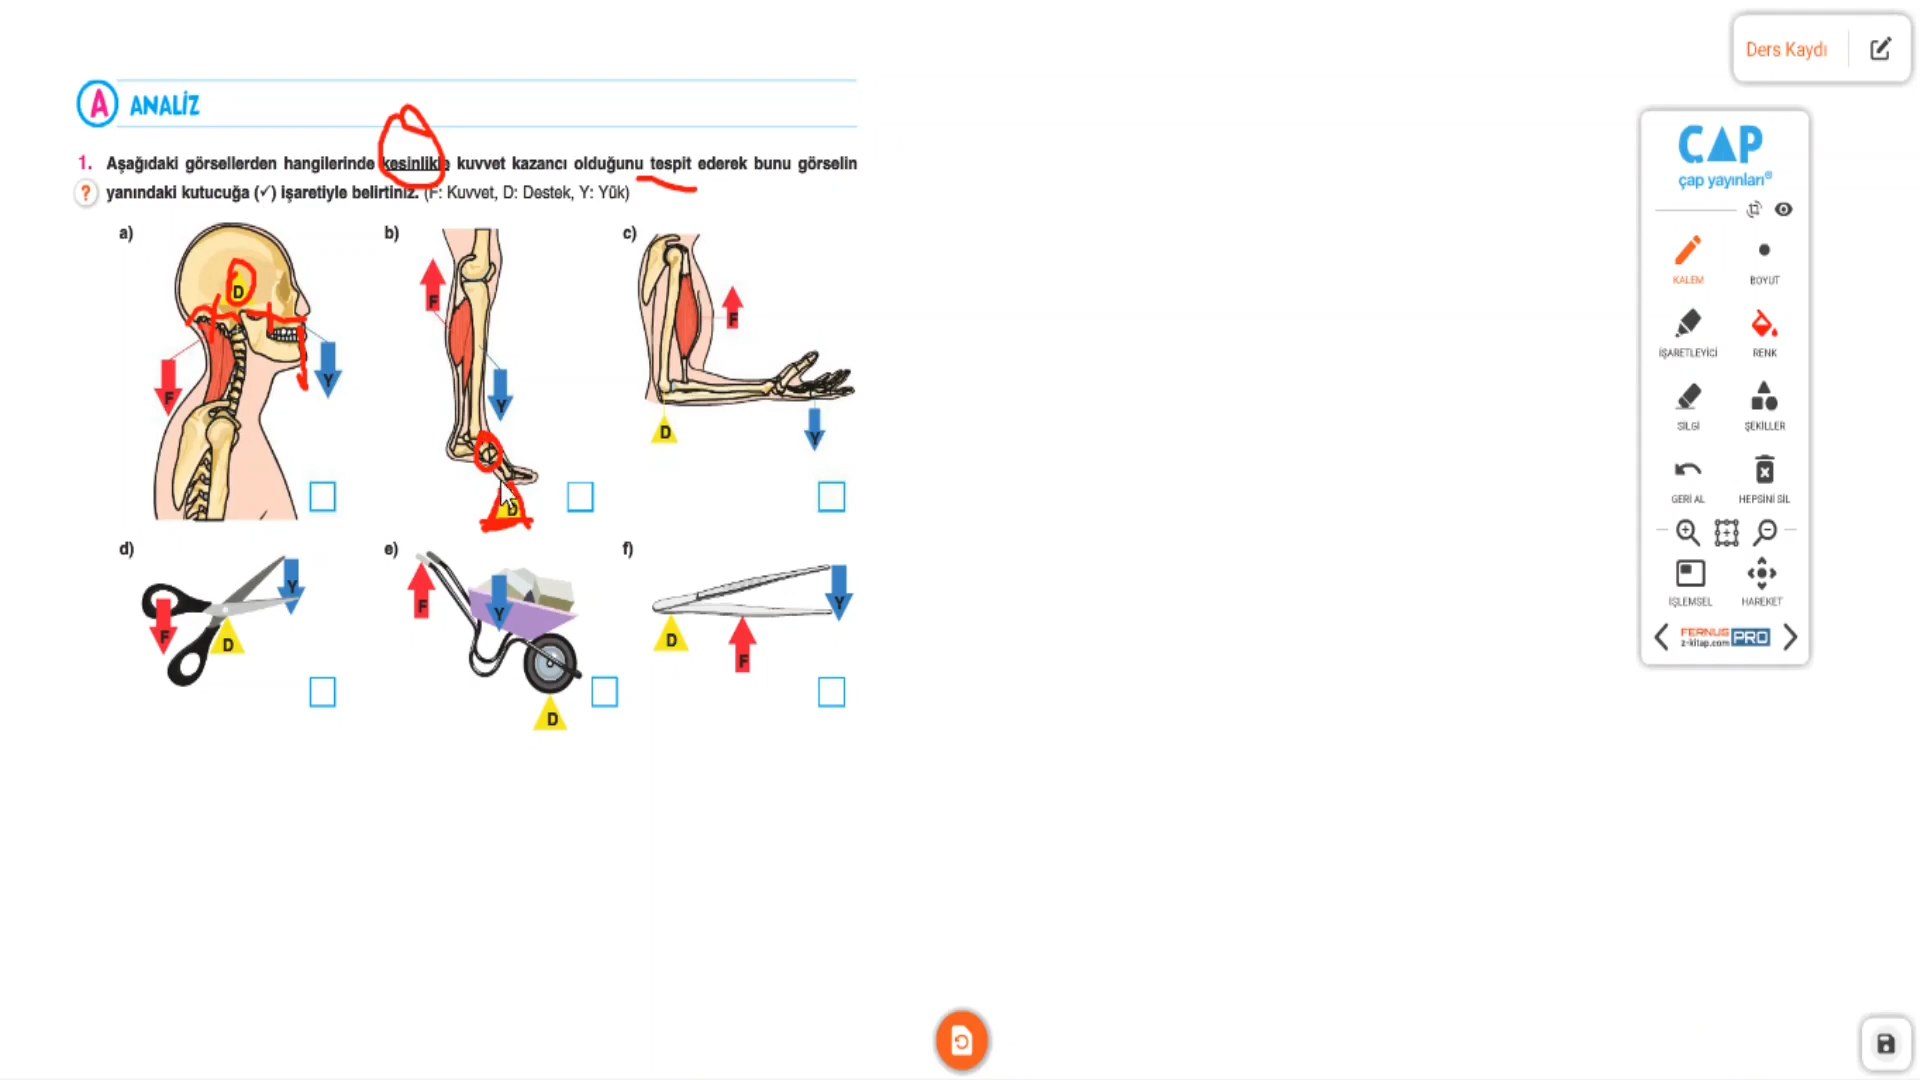 Ders Kaydı
A ANALİZ
1. Aşağıdaki görsellerden hangilerinde kesinlikle kuvvet kazancı olduğunu tespit ederek bunu görselin
? yanındaki kutucuğa (✓) işaretiyle belirtiniz. (F: Kuvvet, D: Destek, Y: Yük)
a)
b)
c)
D
F
Y
F
Y
D
F
D
Y
d)
e)
f)
F
D
Y
F
Y
D
D
F
Y
ÇAP
çap yayınları®
KALEM
BOYUT
İŞARETLEYİCİ
RENK
SİLGİ
ŞEKİLLER
GERİ AL
HEPSİNİ SİL
İŞLEMSEL
HAREKET
FERNUS PRO
z-kitap.com